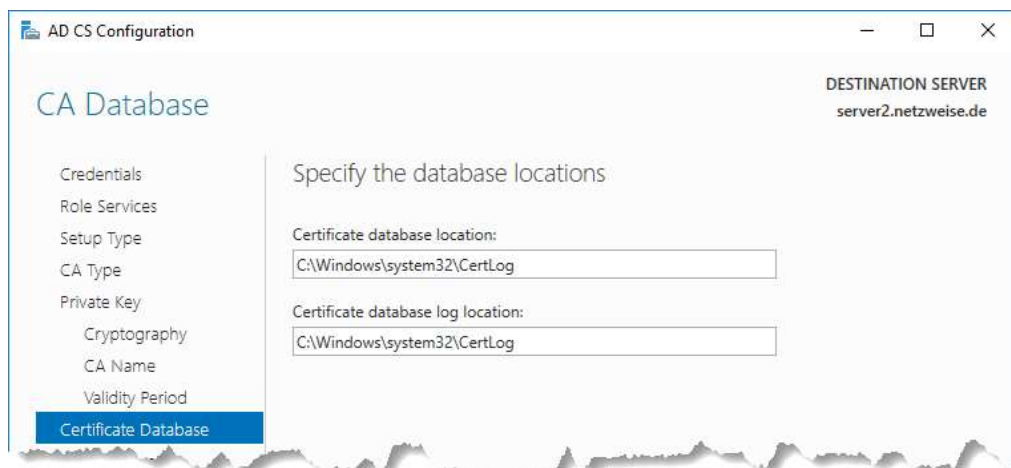 AD CS Configuration
DESTINATION SERVER
server2.netzweise.de
CA Database
Credentials
Role Services
Setup Type
CA Type
Private Key
Cryptography
CA Name
Validity Period
Certificate Database
Specify the database locations
Certificate database location:
C:\Windows\system32\CertLog
Certificate database log location:
C:\Windows\system32\CertLog